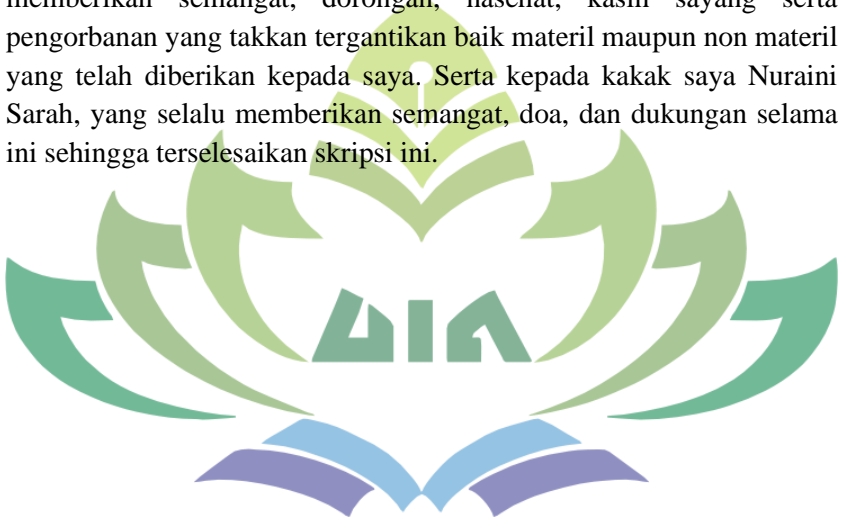 memberikan semangat, dorongan, nasehat, kasih sayang serta
pengorbanan yang takkan tergantikan baik materil maupun non materil
yang telah diberikan kepada saya. Serta kepada kakak saya Nuraini
Sarah, yang selalu memberikan semangat, doa, dan dukungan selama
ini sehingga terselesaikan skripsi ini.